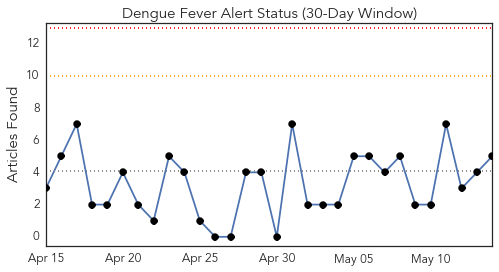 Dengue Fever Alert Status (30-Day Window)
Articles Found
12
10
8
6
4
2
0
Apr 15 Apr 20 Apr 25 Apr 30 May 05 May 10